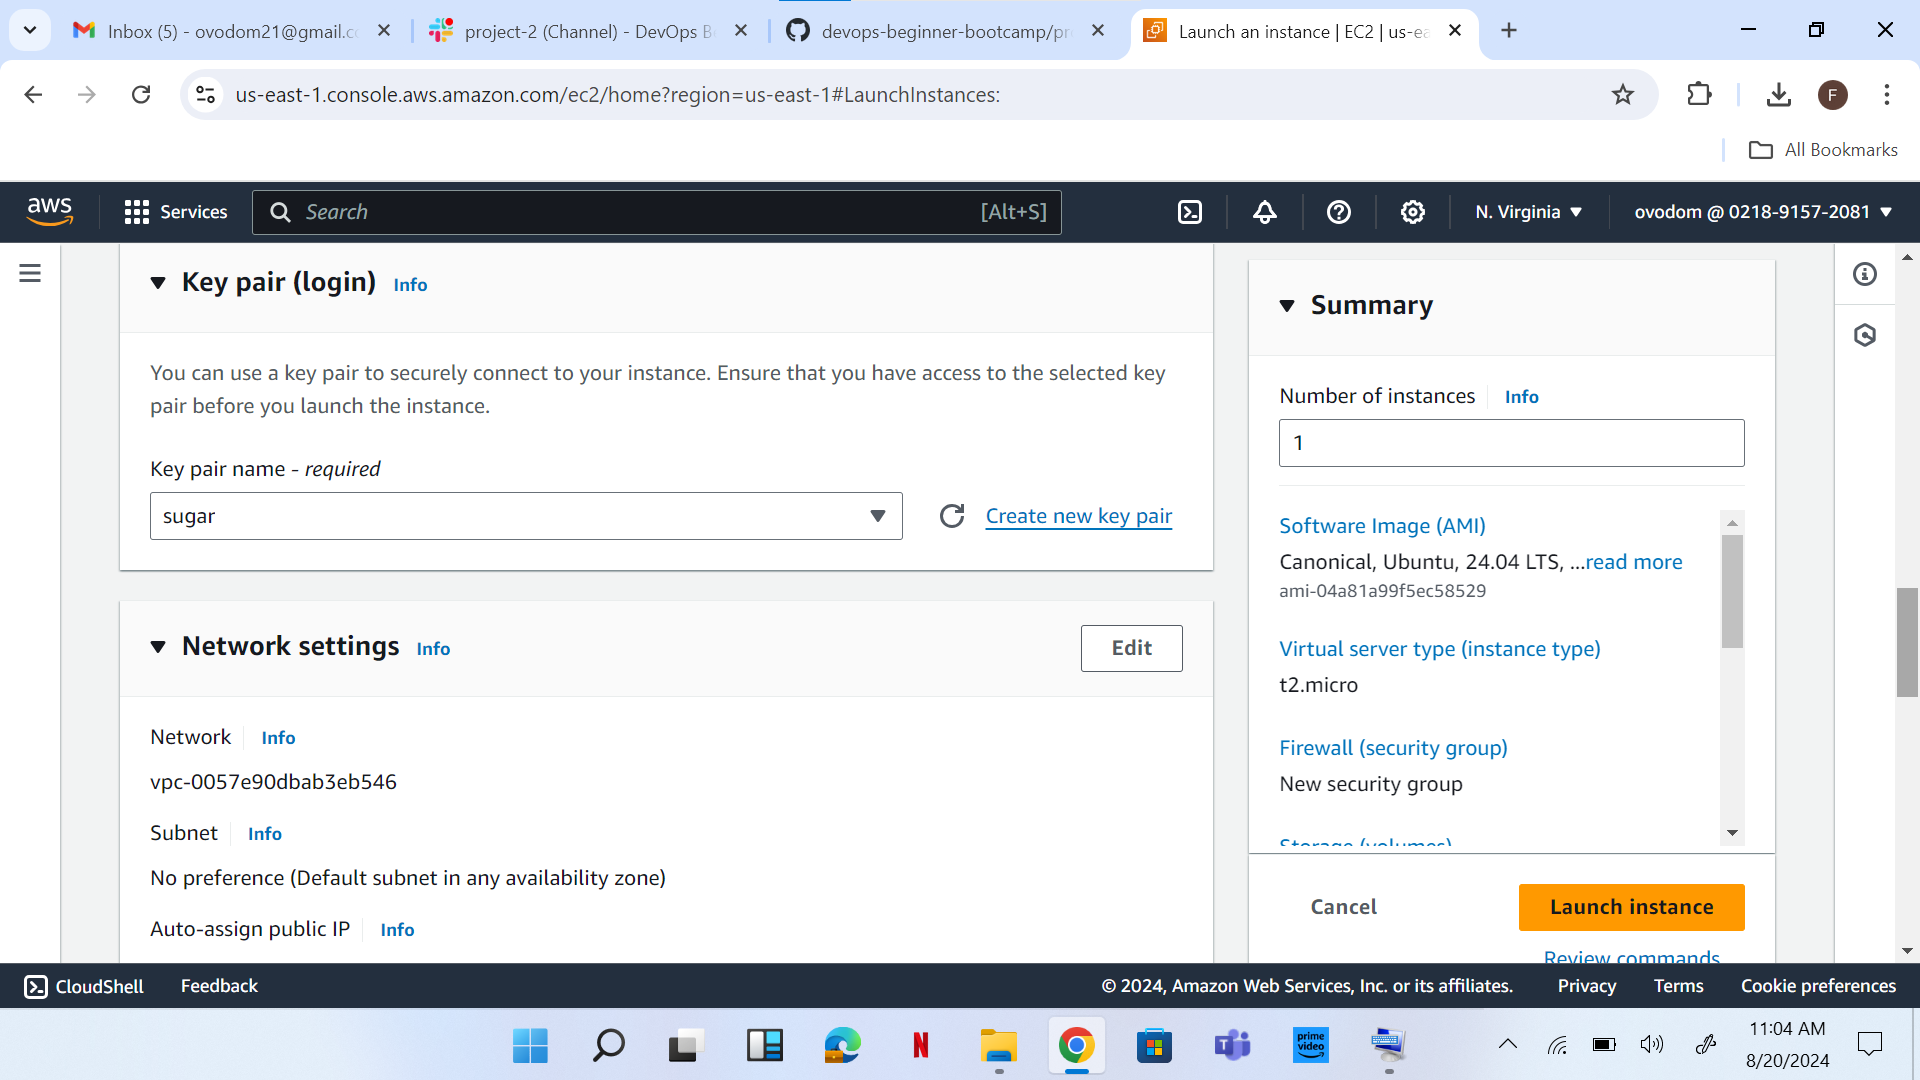 Inbox (5) - ovodom21@gmail.co
project-2 (Channel) - DevOps B
devops-beginner-bootcamp/pr
Launch an instance | EC2 | us-ea
us-east-1.console.aws.amazon.com/ec2/home?region=us-east-1#LaunchInstances:
F
All Bookmarks
aws
Services
Search
[Alt+S]
N. Virginia
ovodom @ 0218-9157-2081
Key pair (login) Info
You can use a key pair to securely connect to your instance. Ensure that you have access to the selected key
pair before you launch the instance.
Key pair name - required
sugar
Create new key pair
Network settings Info
Edit
Network Info
vpc-0057e90dbab3eb546
Subnet Info
No preference (Default subnet in any availability zone)
Auto-assign public IP Info
Summary
Number of instances Info
1
Software Image (AMI)
Canonical, Ubuntu, 24.04 LTS, ...read more
ami-04a81a99f5ec58529
Virtual server type (instance type)
t2.micro
Firewall (security group)
New security group
Storage (volumes)
Cancel
Launch instance
Review commands
CloudShell
Feedback
© 2024, Amazon Web Services, Inc. or its affiliates.
Privacy
Terms
Cookie preferences
N
prime
video
11:04 AM
8/20/2024